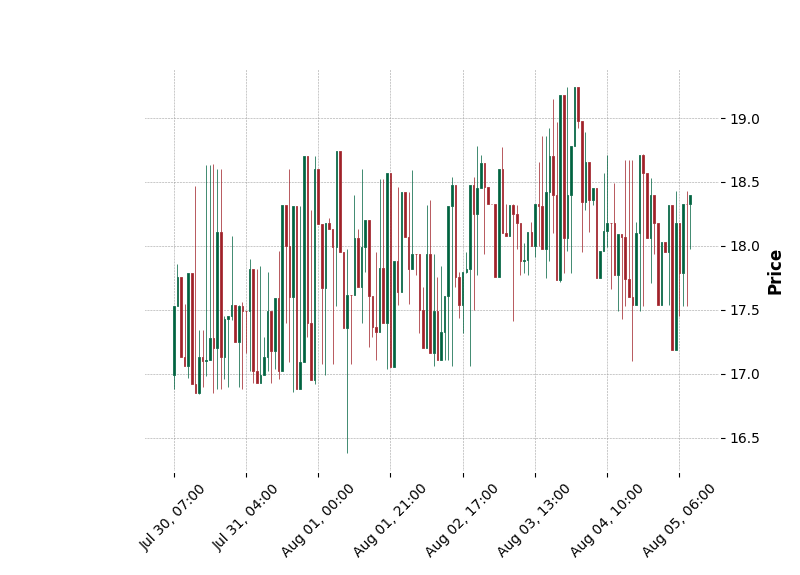 19.0
18.5
18.0
17.5
17.0
16.5
Price
Jul 30, 07:00
Jul 31, 04:00
Aug 01, 00:00
Aug 01, 21:00
Aug 02, 17:00
Aug 03, 13:00
Aug 04, 10:00
Aug 05, 06:00